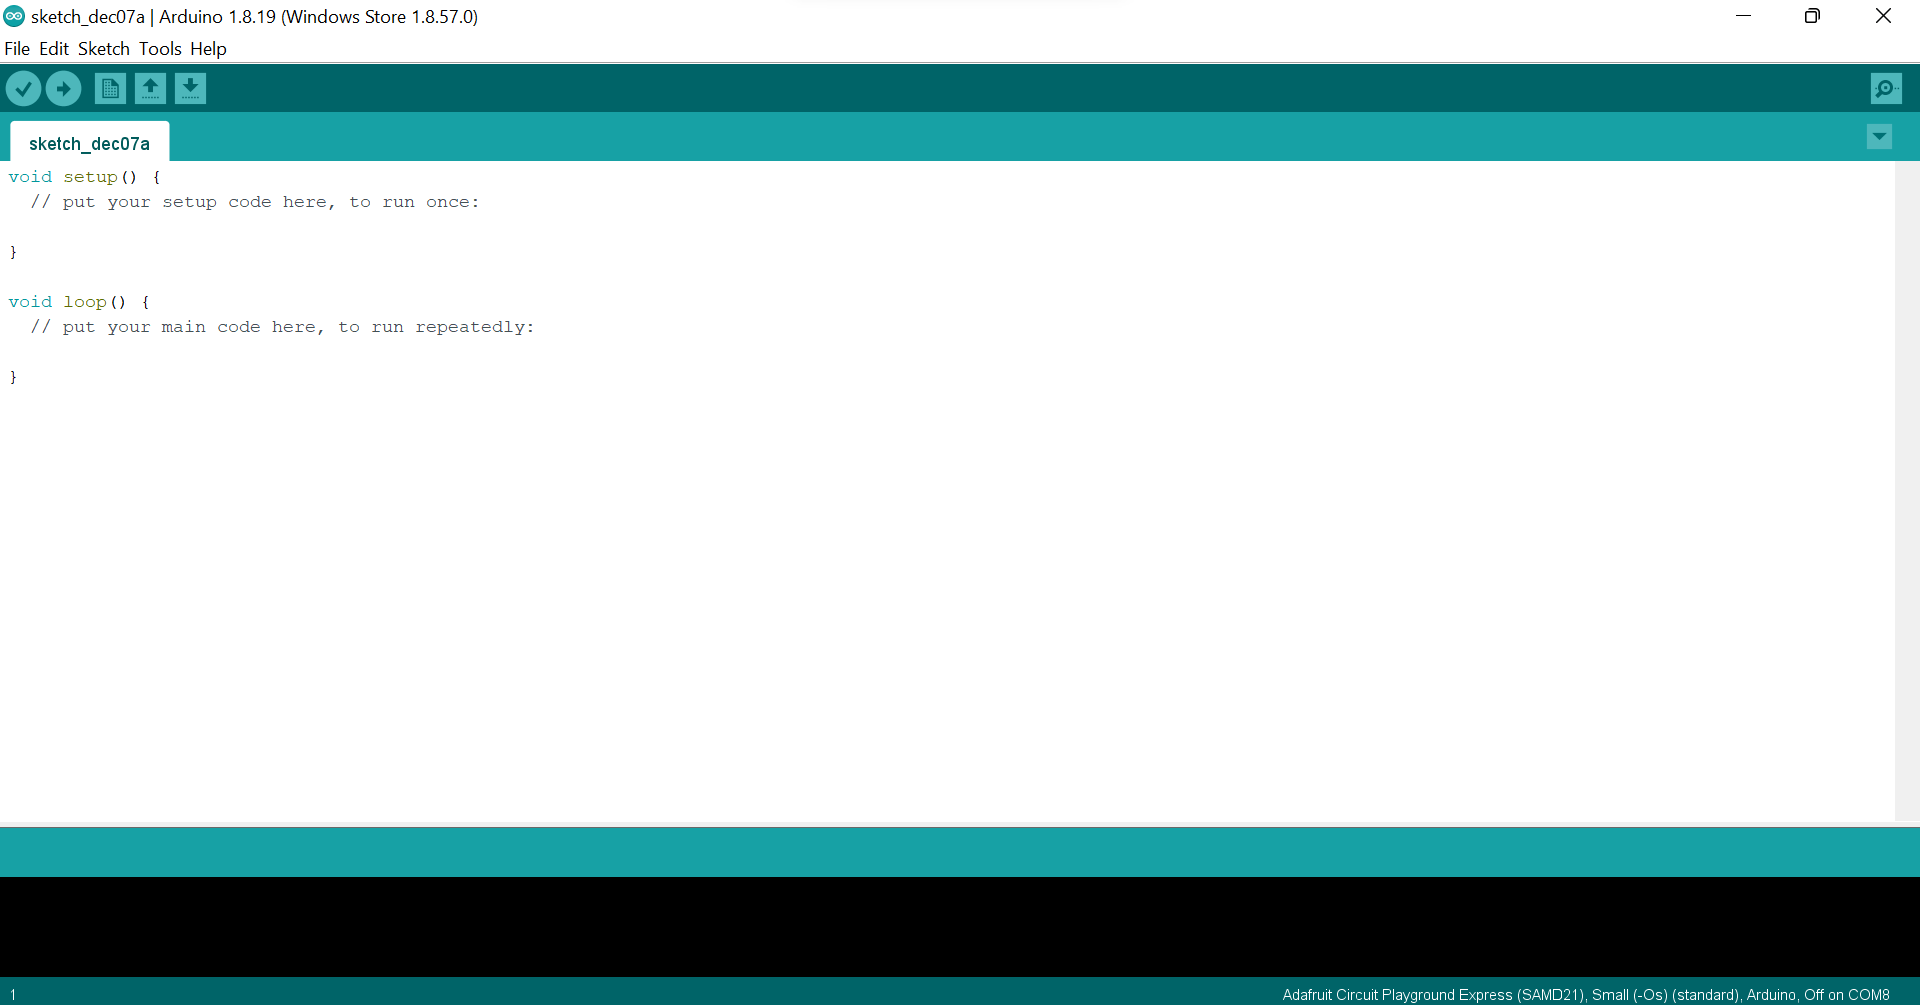 sketch_dec07a | Arduino 1.8.19 (Windows Store 1.8.57.0)
File Edit Sketch Tools Help
sketch_dec07a
void setup() {
  // put your setup code here, to run once:
}
void loop() {
  // put your main code here, to run repeatedly:
}
1
Adafruit Circuit Playground Express (SAMD21), Small (-Os) (standard), Arduino, Off on COM8